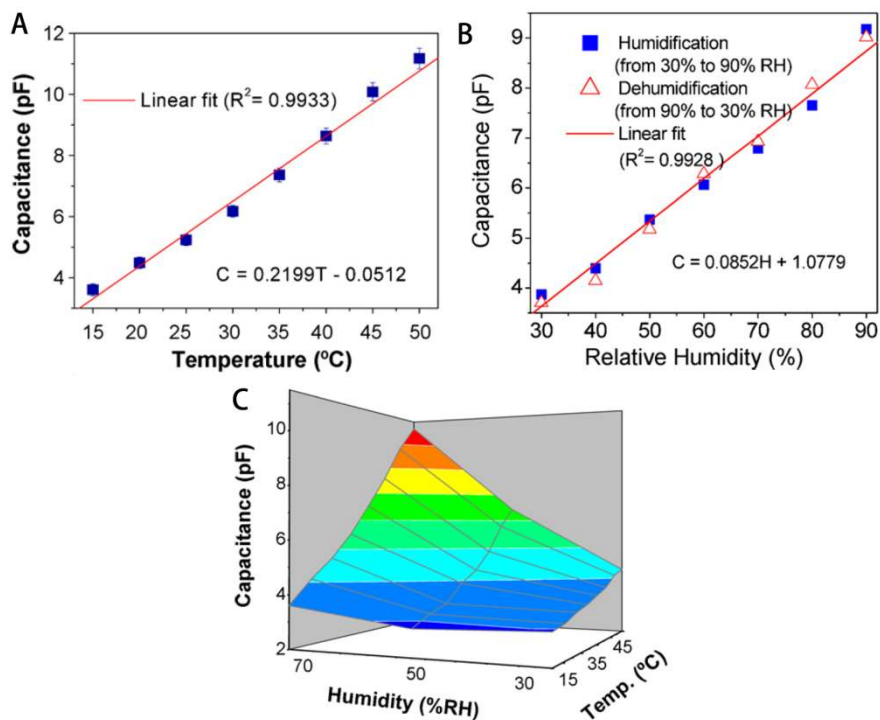 A
Capacitance (pF)
12
10
8
6
4
Linear fit (R²= 0.9933)
C = 0.2199T - 0.0512
15 20 25 30 35 40 45 50
Temperature (ºC)
B
Capacitance (pF)
9
8
7
6
5
4
Humidification
(from 30% to 90% RH)
Dehumidification
(from 90% to 30% RH)
Linear fit
(R²= 0.9928 )
C = 0.0852H + 1.0779
30 40 50 60 70 80 90
Relative Humidity (%)
C
Capacitance (pF)
10
8
6
4
2
70 50 30
Humidity (%RH)
15 35 45
Temp. (ºC)